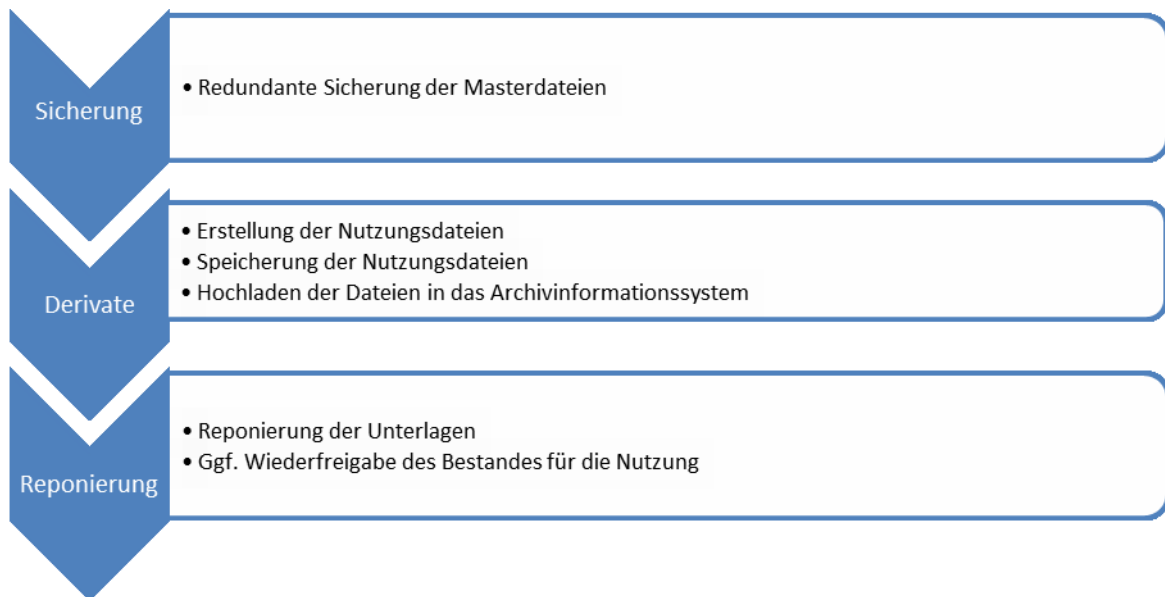 Sicherung
• Redundante Sicherung der Masterdateien
Derivate
• Erstellung der Nutzungsdateien
• Speicherung der Nutzungsdateien
• Hochladen der Dateien in das Archivinformationssystem
Reponierung
• Reponierung der Unterlagen
• Ggf. Wiederfreigabe des Bestandes für die Nutzung